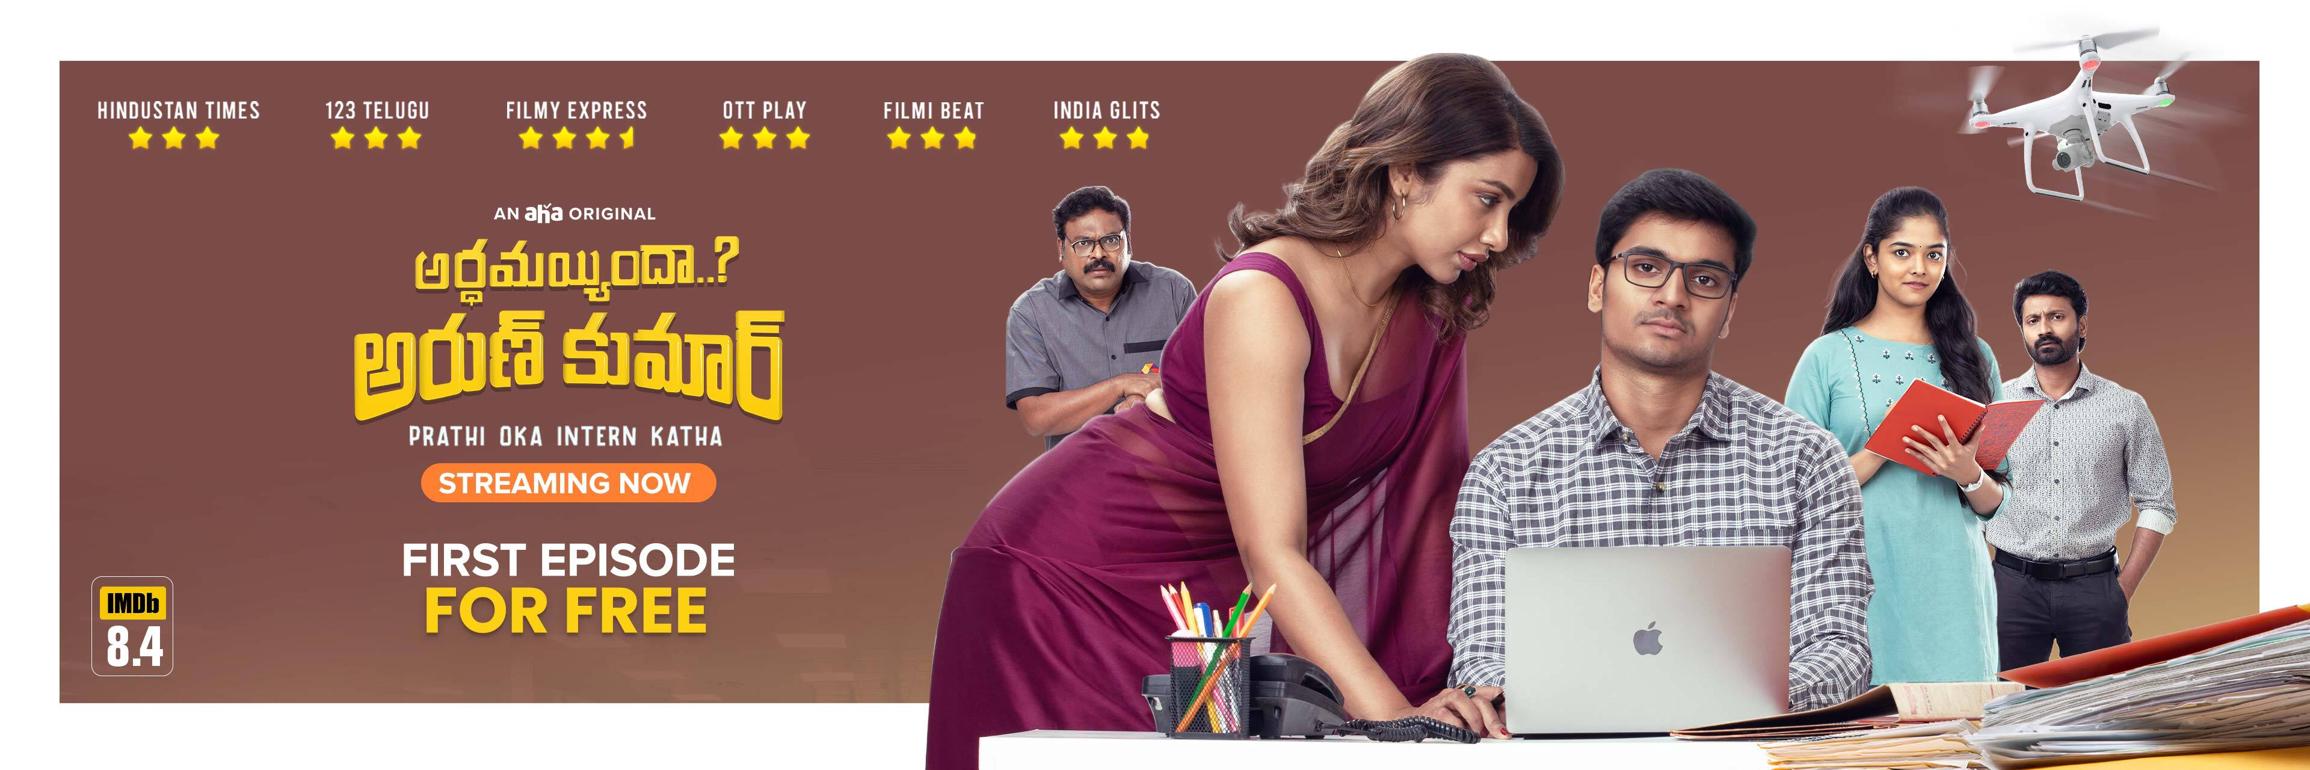 HINDUSTAN TIMES
123 TELUGU
FILMY EXPRESS
OTT PLAY
FILMI BEAT
INDIA GLITS
AN aha ORIGINAL
అర్ధమయ్యిందా..?
అరుణ్ కుమార్
PRATHI OKA INTERN KATHA
STREAMING NOW
FIRST EPISODE
FOR FREE
IMDb
8.4